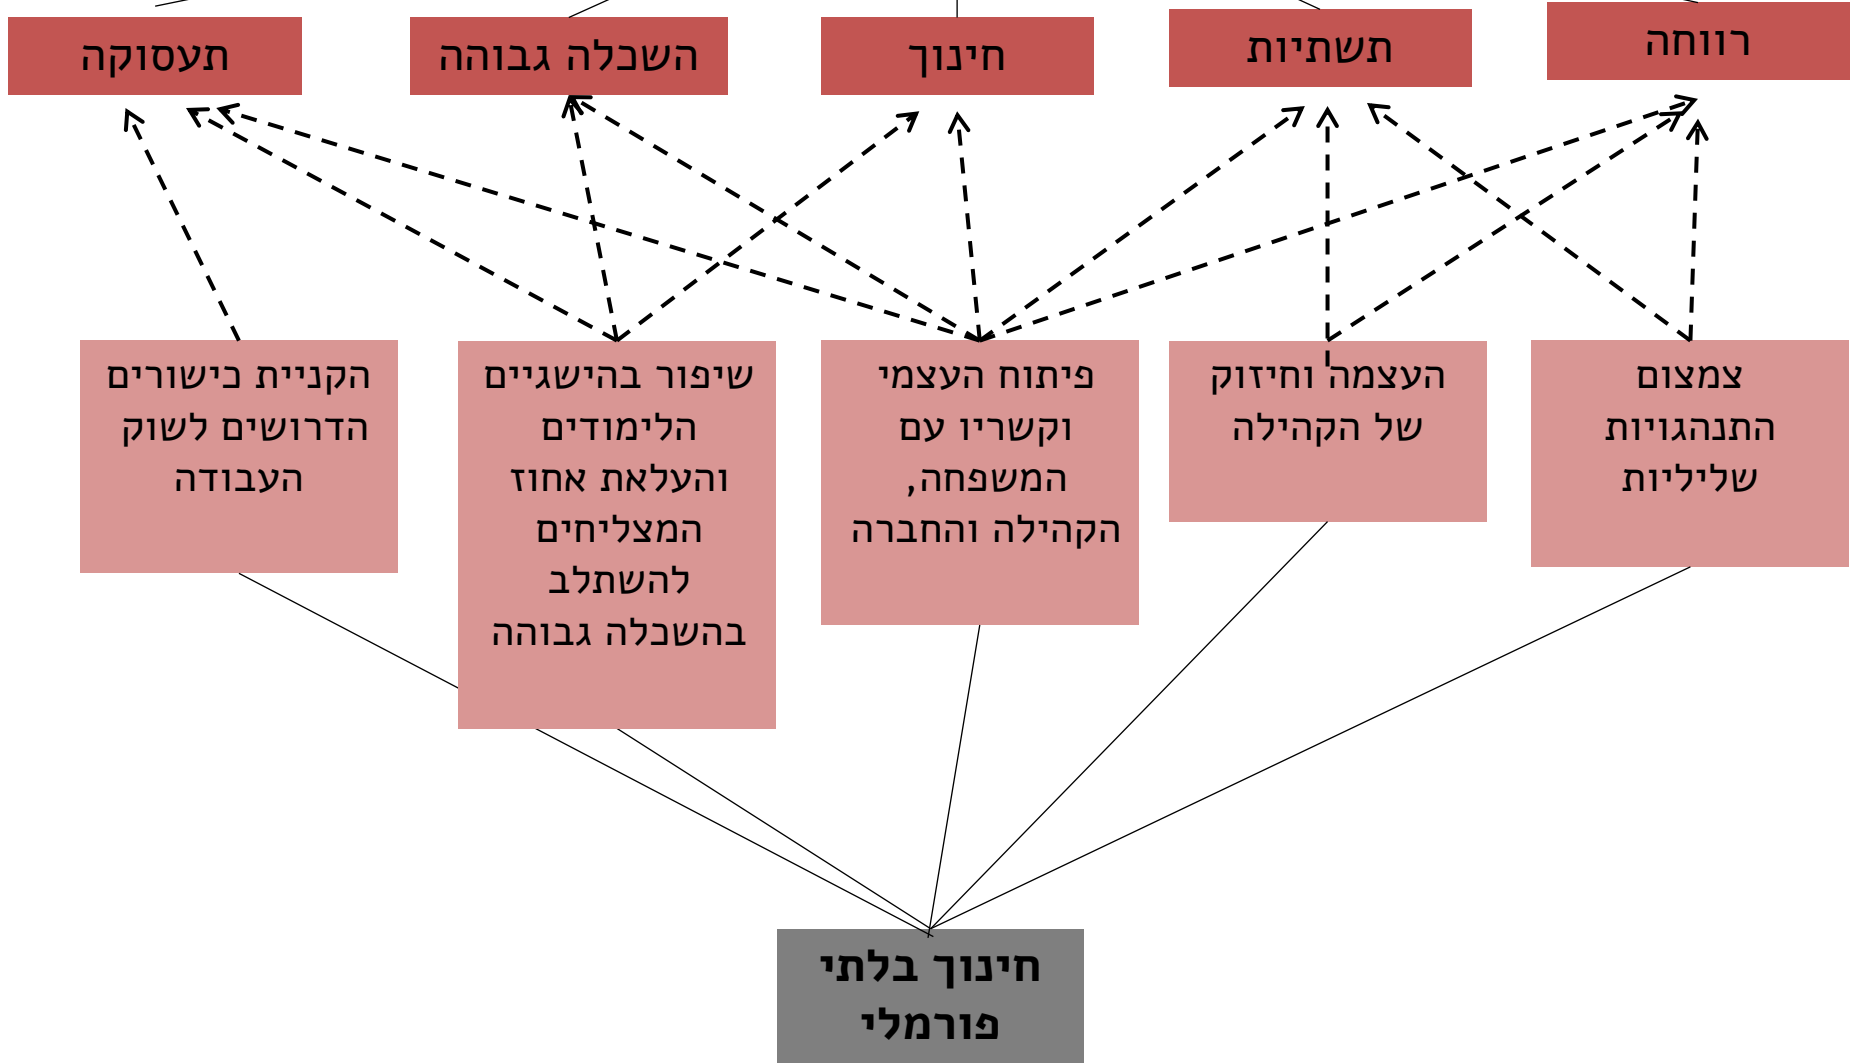 רווחה
תשתיות
חינוך
השכלה גבוהה
תעסוקה
צמצום
התנהגויות
שליליות
העצמה וחיזוק
של הקהילה
פיתוח העצמי
וקשריו עם
המשפחה,
הקהילה והחברה
שיפור בהישגיים
הלימודים
והעלאת אחוז
המצליחים
להשתלב
בהשכלה גבוהה
הקניית כישורים
הדרושים לשוק
העבודה
חינוך בלתי
פורמלי